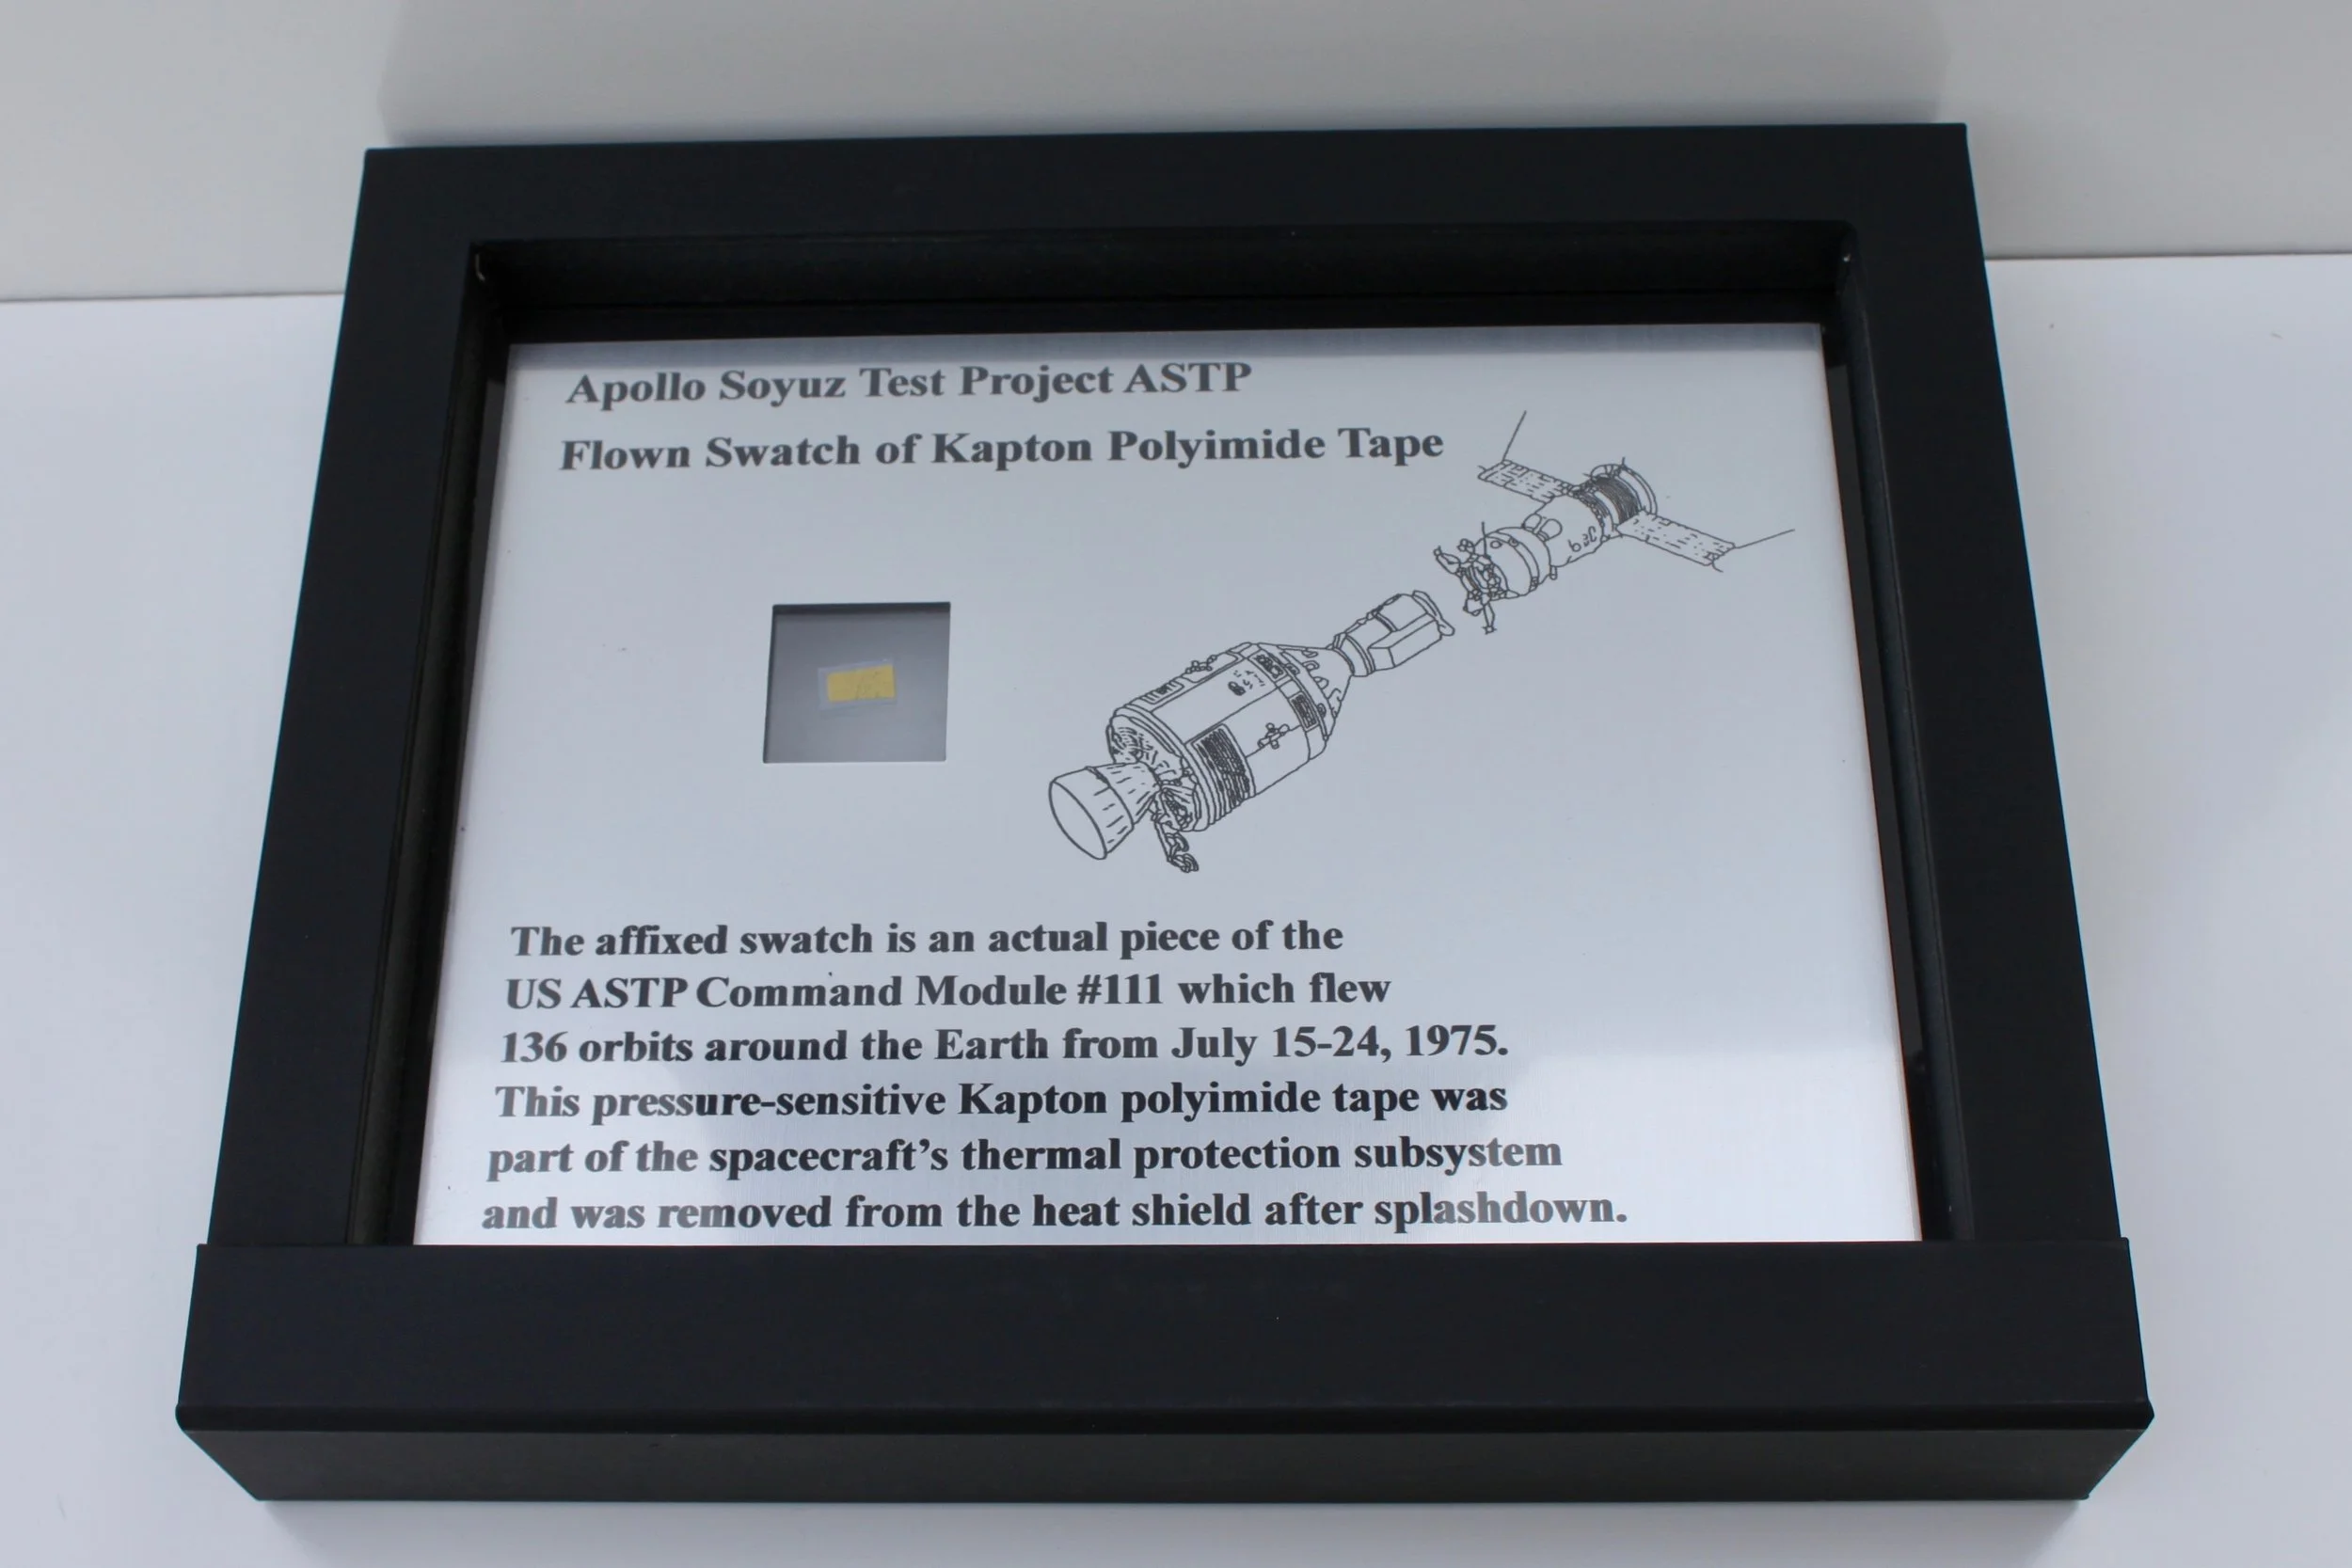 Apollo Soyuz Test Project ASTP
Flown Swatch of Kapton Polyimide Tape
The affixed swatch is an actual piece of the
US ASTP Command Module #111 which flew
136 orbits around the Earth from July 15-24, 1975.
This pressure-sensitive Kapton polyimide tape was
part of the spacecraft’s thermal protection subsystem
and was removed from the heat shield after splashdown.